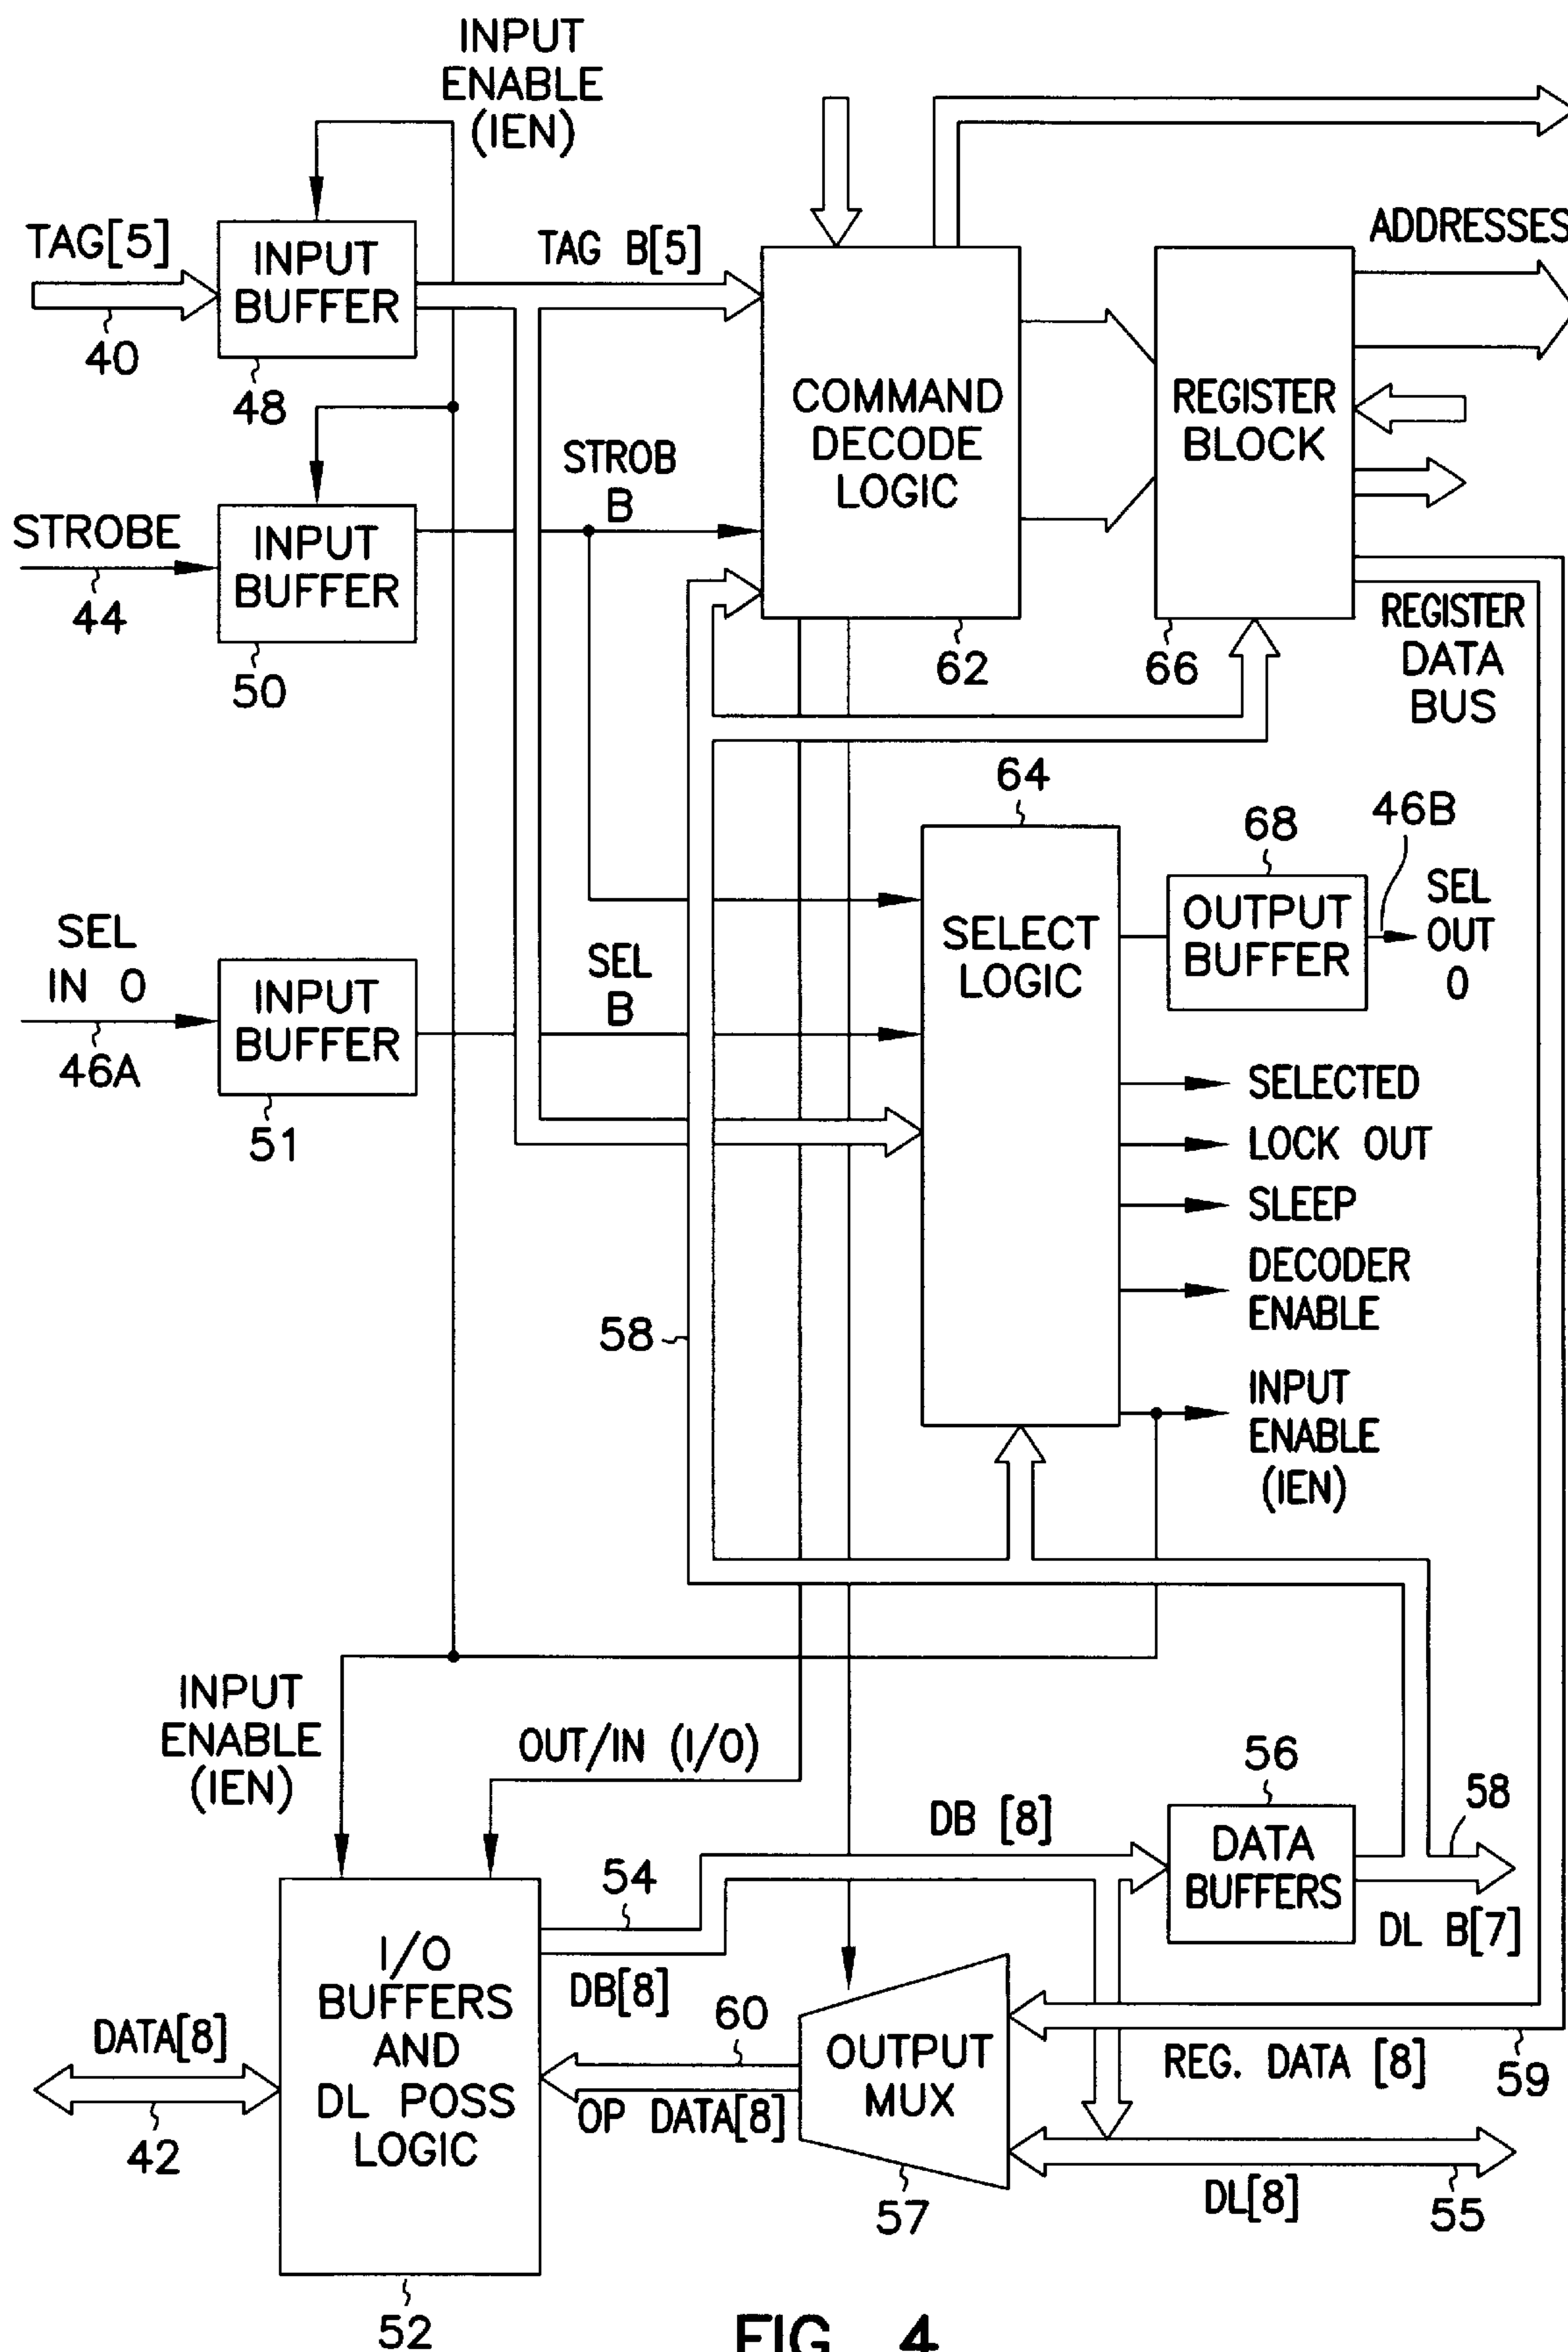 INPUT
ENABLE
(IEN)
TAG[5]
40
INPUT
BUFFER
48
TAG B[5]
COMMAND
DECODE
LOGIC
62
ADDRESSES
REGISTER
BLOCK
66
REGISTER
DATA
BUS
STROBE
44
INPUT
BUFFER
50
STROB
B
SEL
IN 0
46A
INPUT
BUFFER
51
SEL
B
64
SELECT
LOGIC
68
OUTPUT
BUFFER
46B
SEL
OUT
0
SELECTED
LOCK OUT
SLEEP
DECODER
ENABLE
INPUT
ENABLE
(IEN)
58
INPUT
ENABLE
(IEN)
OUT/IN (I/O)
DB [8]
56
DATA
BUFFERS
58
DL B[7]
54
DB[8]
I/O
BUFFERS
AND
DL POSS
LOGIC
52
DATA[8]
42
60
OP DATA[8]
OUTPUT
MUX
57
REG. DATA [8]
59
DL[8]
55
FIG. 4